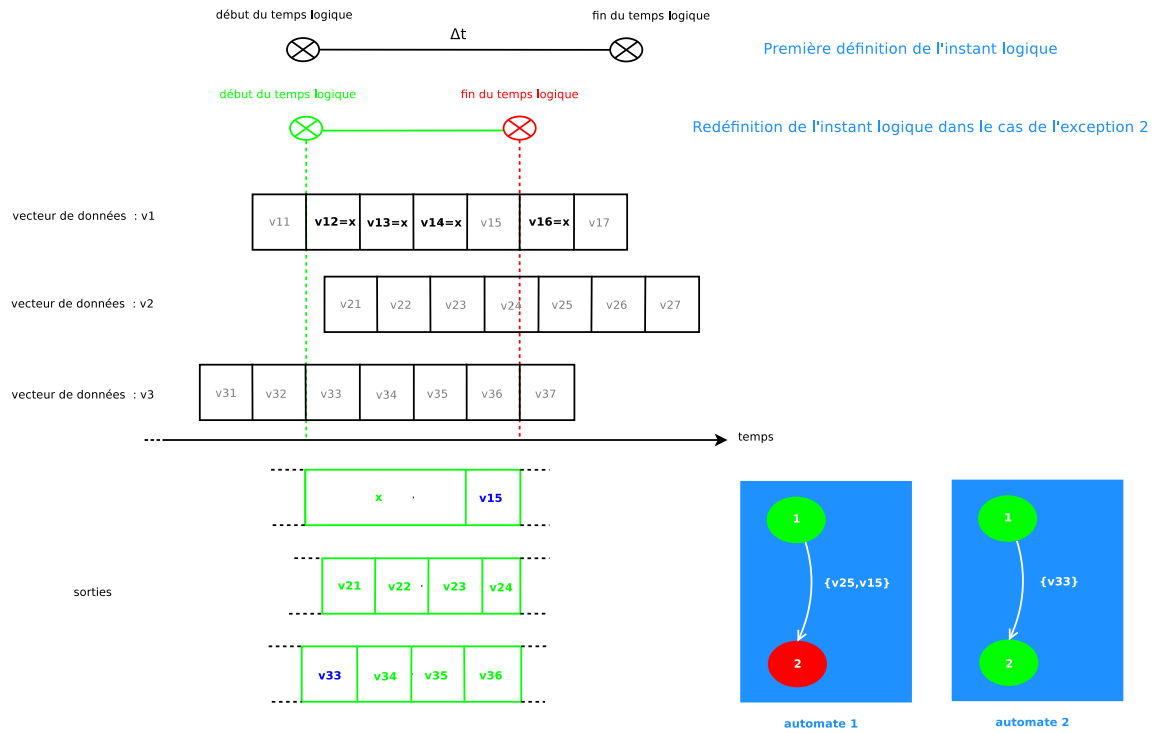 début du temps logique
fin du temps logique
Δt
Première définition de l'instant logique
début du temps logique
fin du temps logique
Redéfinition de l'instant logique dans le cas de l'exception 2
vecteur de données : v1
v11 v12=x v13=x v14=x v15 v16=x v17
vecteur de données : v2
v21 v22 v23 v24 v25 v26 v27
vecteur de données : v3
v31 v32 v33 v34 v35 v36 v37
temps
x v15
sorties
v21 v22 v23 v24
v33 v34 v35 v36
1
{v25,v15}
2
automate 1
1
{v33}
2
automate 2